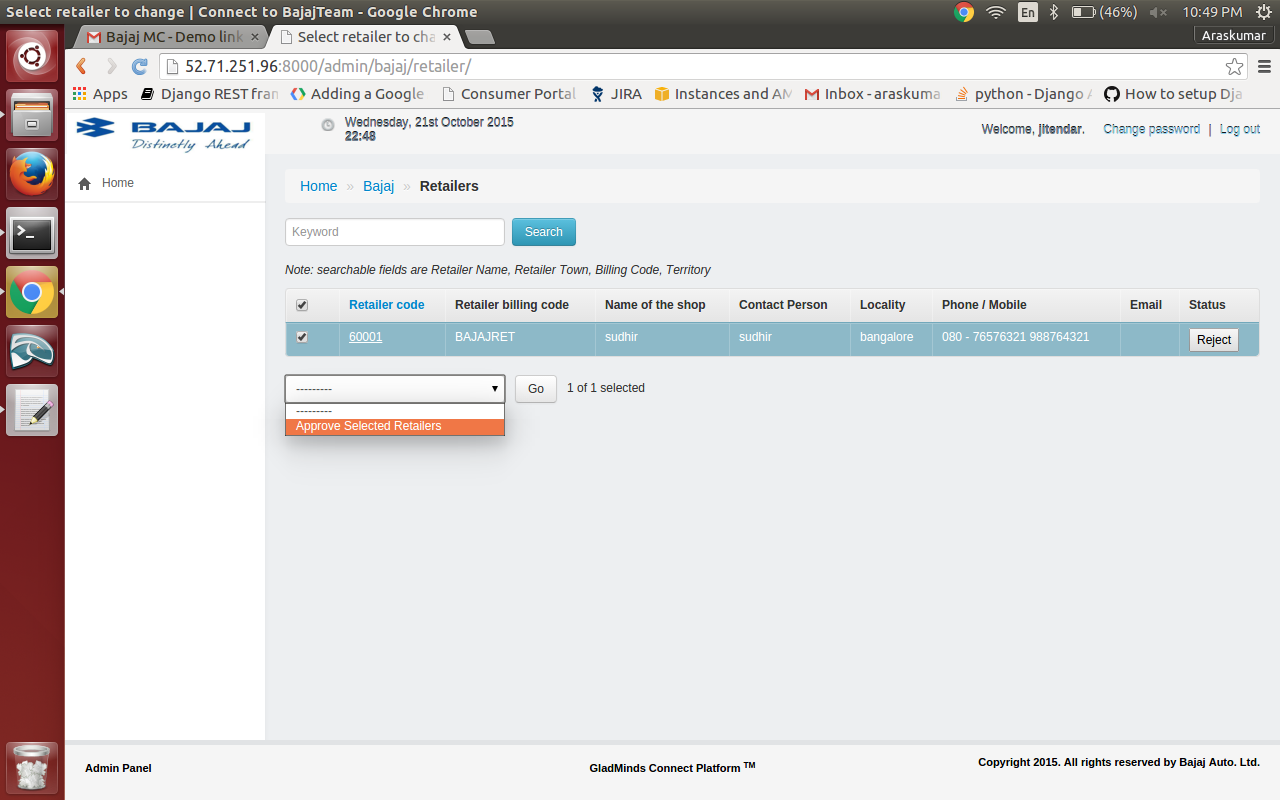 Select retailer to change | Connect to BajajTeam - Google Chrome
En (46%) 10:49 PM
Bajaj MC - Demo link × Select retailer to cha × Araskumar
52.71.251.96:8000/admin/bajaj/retailer/
Apps Django REST fran Adding a Google Consumer Portal JIRA Instances and AM Inbox - araskuma python - Django A How to setup Dja
BAJAJ
Distinctly Ahead
Wednesday, 21st October 2015
22:48
Welcome, jitendar. Change password | Log out
Home
Home » Bajaj » Retailers
Keyword Search
Note: searchable fields are Retailer Name, Retailer Town, Billing Code, Territory
Retailer code Retailer billing code Name of the shop Contact Person Locality Phone / Mobile Email Status
60001 BAJAJRET sudhir sudhir bangalore 080 - 76576321 988764321 Reject
--------- Go 1 of 1 selected
---------
Approve Selected Retailers
Admin Panel GladMinds Connect Platform TM Copyright 2015. All rights reserved by Bajaj Auto. Ltd.